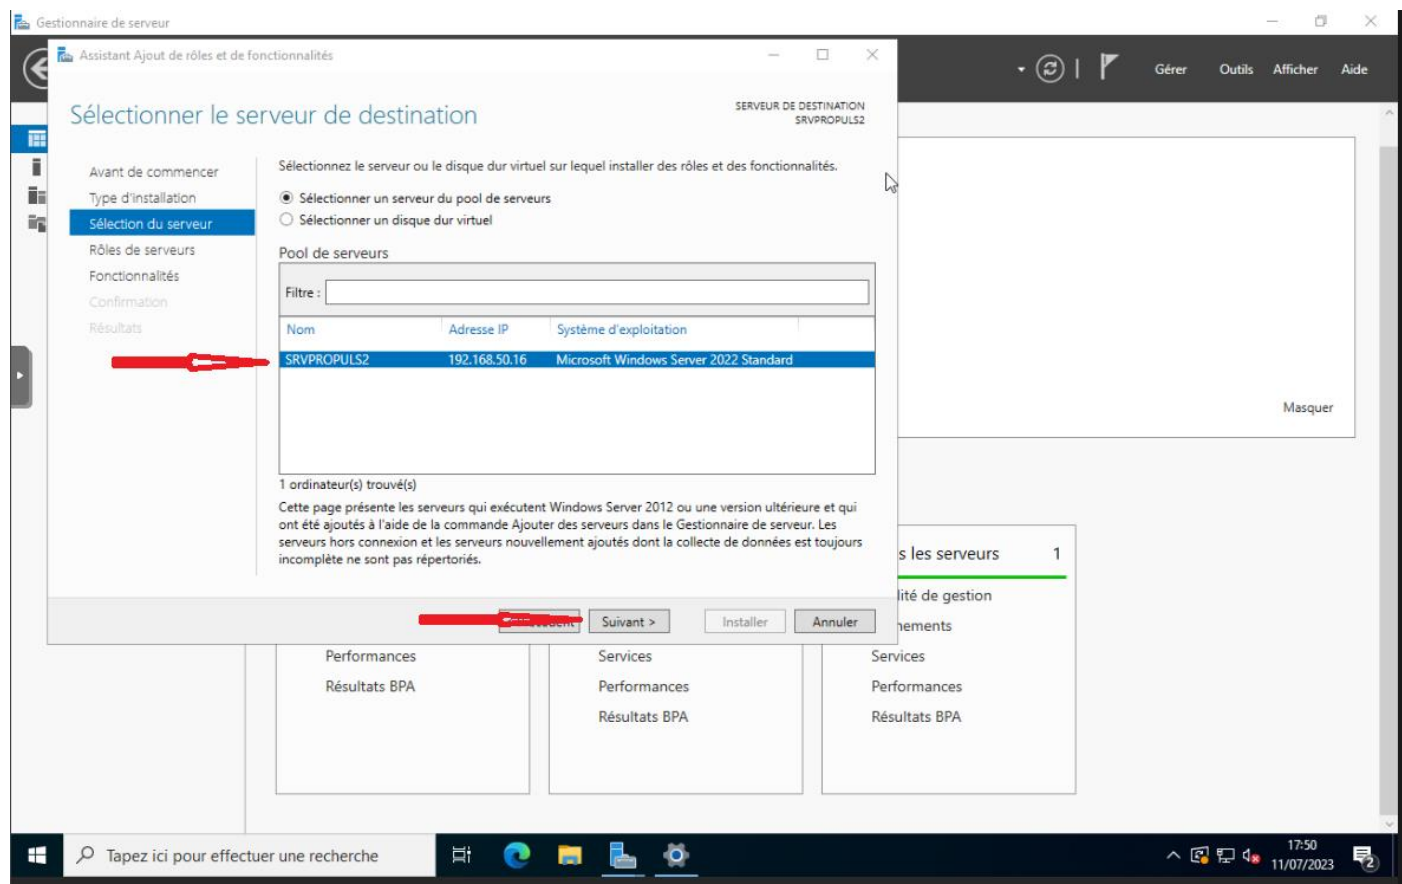 Gestionnaire de serveur
Assistant Ajout de rôles et de fonctionnalités
Gérer
Outils
Afficher
Aide
Sélectionner le serveur de destination
SERVEUR DE DESTINATION
SRVPROPULS2
Avant de commencer
Type d'installation
Sélection du serveur
Rôles de serveurs
Fonctionnalités
Confirmation
Résultats
Sélectionnez le serveur ou le disque dur virtuel sur lequel installer des rôles et des fonctionnalités.
Sélectionner un serveur du pool de serveurs
Sélectionner un disque dur virtuel
Pool de serveurs
Filtre :
Nom
Adresse IP
Système d'exploitation
SRVPROPULS2
192.168.50.16
Microsoft Windows Server 2022 Standard
1 ordinateur(s) trouvé(s)
Cette page présente les serveurs qui exécutent Windows Server 2012 ou une version ultérieure et qui
ont été ajoutés à l'aide de la commande Ajouter des serveurs dans le Gestionnaire de serveur. Les
serveurs hors connexion et les serveurs nouvellement ajoutés dont la collecte de données est toujours
incomplète ne sont pas répertoriés.
Suivant >
Installer
Annuler
Masquer
s les serveurs
1
lité de gestion
nements
Services
Performances
Résultats BPA
Performances
Résultats BPA
Services
Performances
Résultats BPA
Tapez ici pour effectuer une recherche
17:50
11/07/2023
2